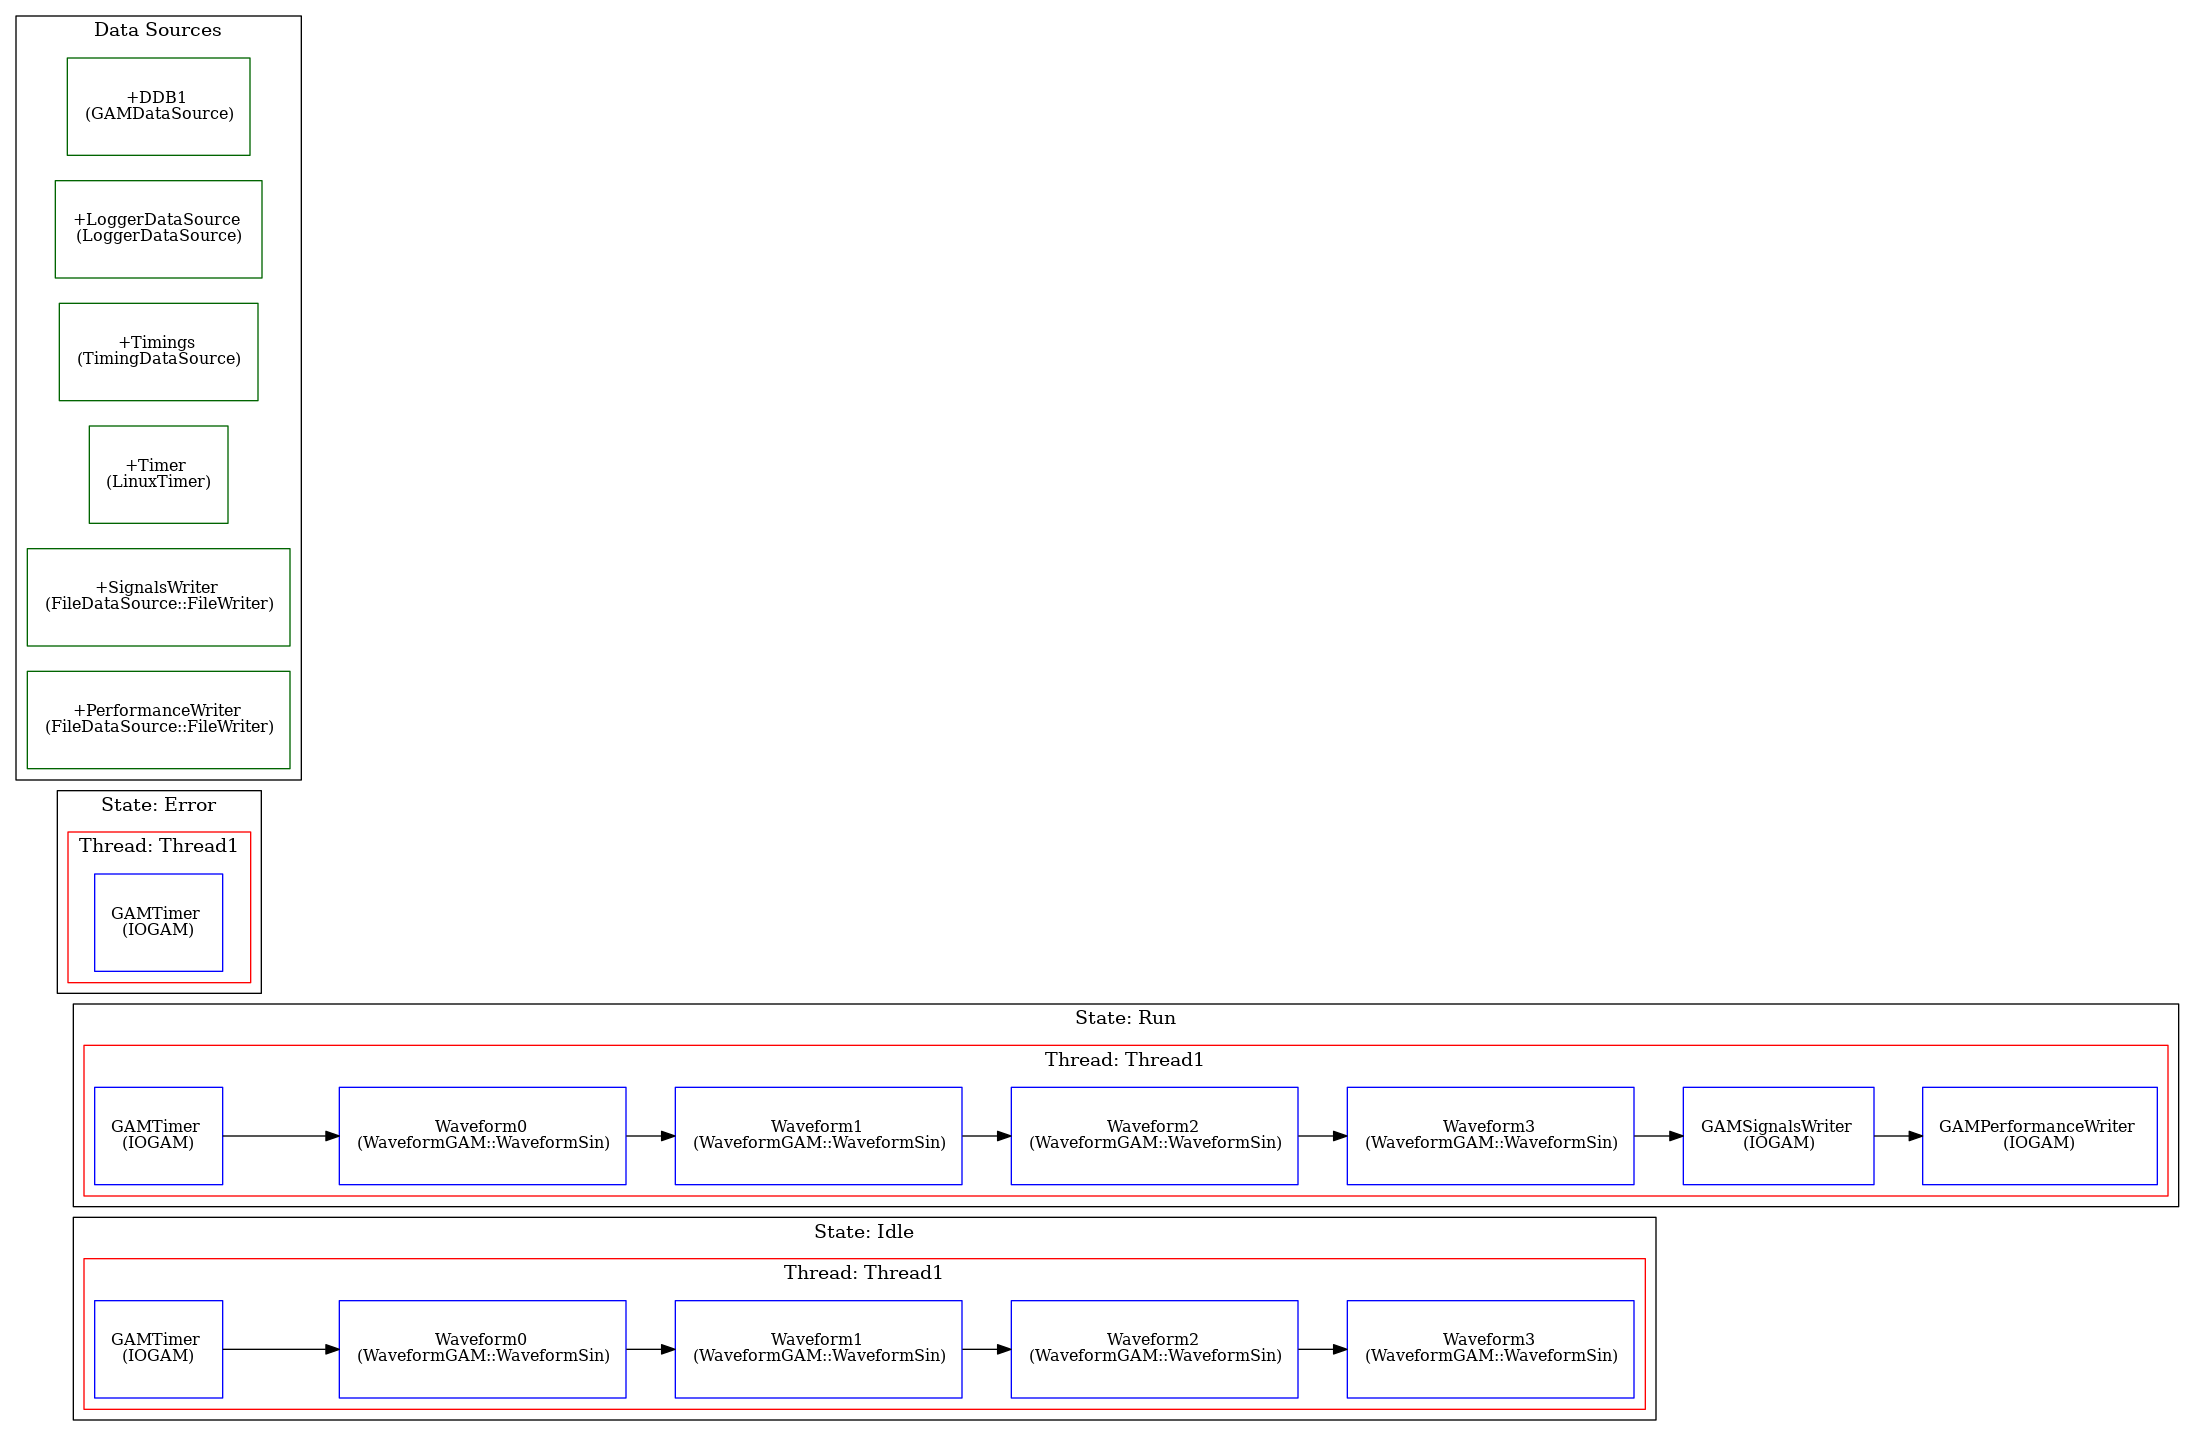 Data Sources
+DDB1
(GAMDataSource)
+LoggerDataSource
(LoggerDataSource)
+Timings
(TimingDataSource)
+Timer
(LinuxTimer)
+SignalsWriter
(FileDataSource::FileWriter)
+PerformanceWriter
(FileDataSource::FileWriter)
State: Error
Thread: Thread1
GAMTimer
(IOGAM)
State: Run
Thread: Thread1
GAMTimer
(IOGAM)
Waveform0
(WaveformGAM::WaveformSin)
Waveform1
(WaveformGAM::WaveformSin)
Waveform2
(WaveformGAM::WaveformSin)
Waveform3
(WaveformGAM::WaveformSin)
GAMSignalsWriter
(IOGAM)
GAMPerformanceWriter
(IOGAM)
State: Idle
Thread: Thread1
GAMTimer
(IOGAM)
Waveform0
(WaveformGAM::WaveformSin)
Waveform1
(WaveformGAM::WaveformSin)
Waveform2
(WaveformGAM::WaveformSin)
Waveform3
(WaveformGAM::WaveformSin)